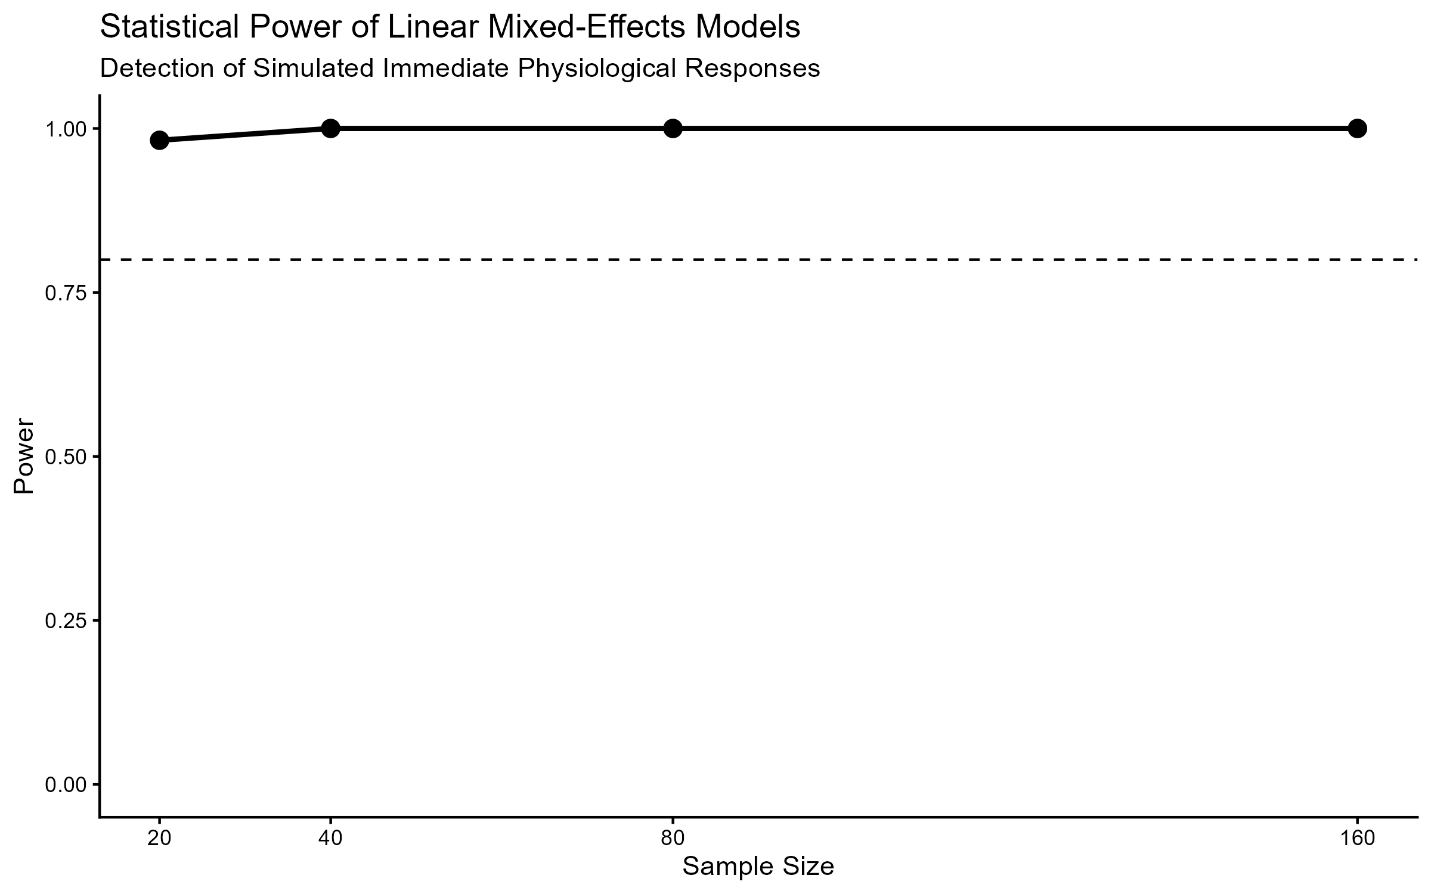 Statistical Power of Linear Mixed-Effects Models
Detection of Simulated Immediate Physiological Responses
1.00
0.75
0.50
0.25
0.00
Power
20 40 80 160
Sample Size